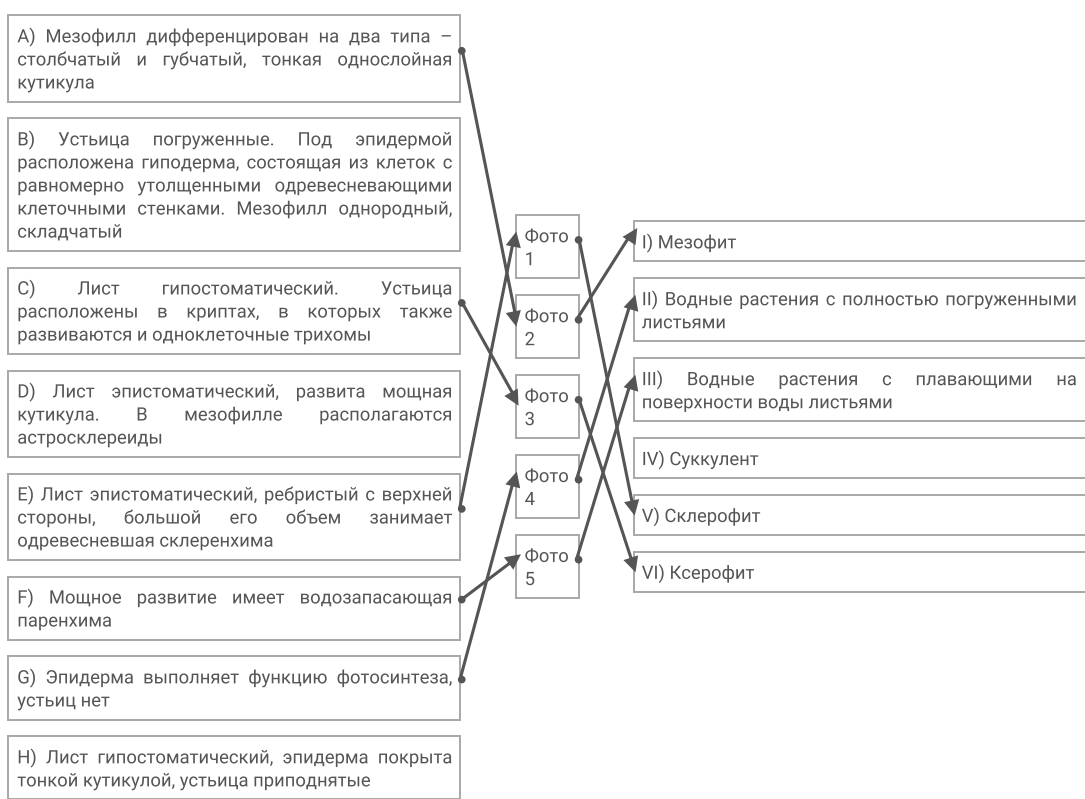 A) Мезофилл дифференцирован на два типа –
столбчатый и губчатый, тонкая однослойная
кутикула
B) Устьица погруженные. Под эпидермой
расположена гиподерма, состоящая из клеток с
равномерно утолщенными одревесневающими
клеточными стенками. Мезофилл однородный,
складчатый
C) Лист гипостоматический. Устьица
расположены в криптах, в которых также
развиваются и одноклеточные трихомы
D) Лист эпистоматический, развита мощная
кутикула. В мезофилле располагаются
астросклереиды
E) Лист эпистоматический, ребристый с верхней
стороны, большой его объем занимает
одревесневшая склеренхима
F) Мощное развитие имеет водозапасающая
паренхима
G) Эпидерма выполняет функцию фотосинтеза,
устьиц нет
H) Лист гипостоматический, эпидерма покрыта
тонкой кутикулой, устьица приподнятые
Фото
1
Фото
2
Фото
3
Фото
4
Фото
5
I) Мезофит
II) Водные растения с полностью погруженными
листьями
III) Водные растения с плавающими на
поверхности воды листьями
IV) Суккулент
V) Склерофит
VI) Ксерофит